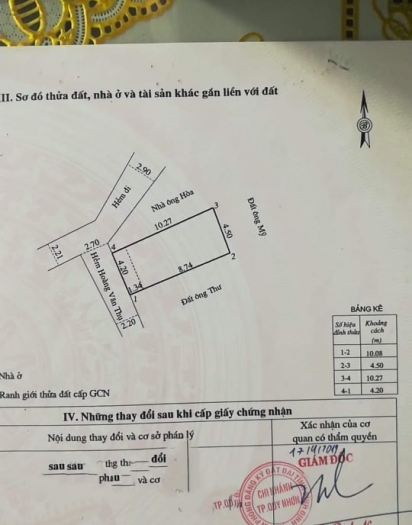 II. Sơ đồ thửa đất, nhà ở và tài sản khác gắn liền với đất
2.90
Hẻm đi
Nhà ông Hòa
10.27
3
Đất ông Mỹ
4.50
2.21
2.70
4
Hẻm Hoàng Văn Thụ
4.20
8.74
2
1.34
1
Đất ông Thư
2.20
BẢNG KÊ
Số hiệu đỉnh thửa
Khoảng cách (m)
1-2 10.08
2-3 4.50
3-4 10.27
4-1 4.20
Nhà ở
Ranh giới thửa đất cấp GCN
IV. Những thay đổi sau khi cấp giấy chứng nhận
Nội dung thay đổi và cơ sở pháp lý
Xác nhận của cơ
quan có thẩm quyền
sau sau thg th đổi
và cơ
GIÁM ĐỐC
CHI NHÁNH
TP.QUY NHƠN